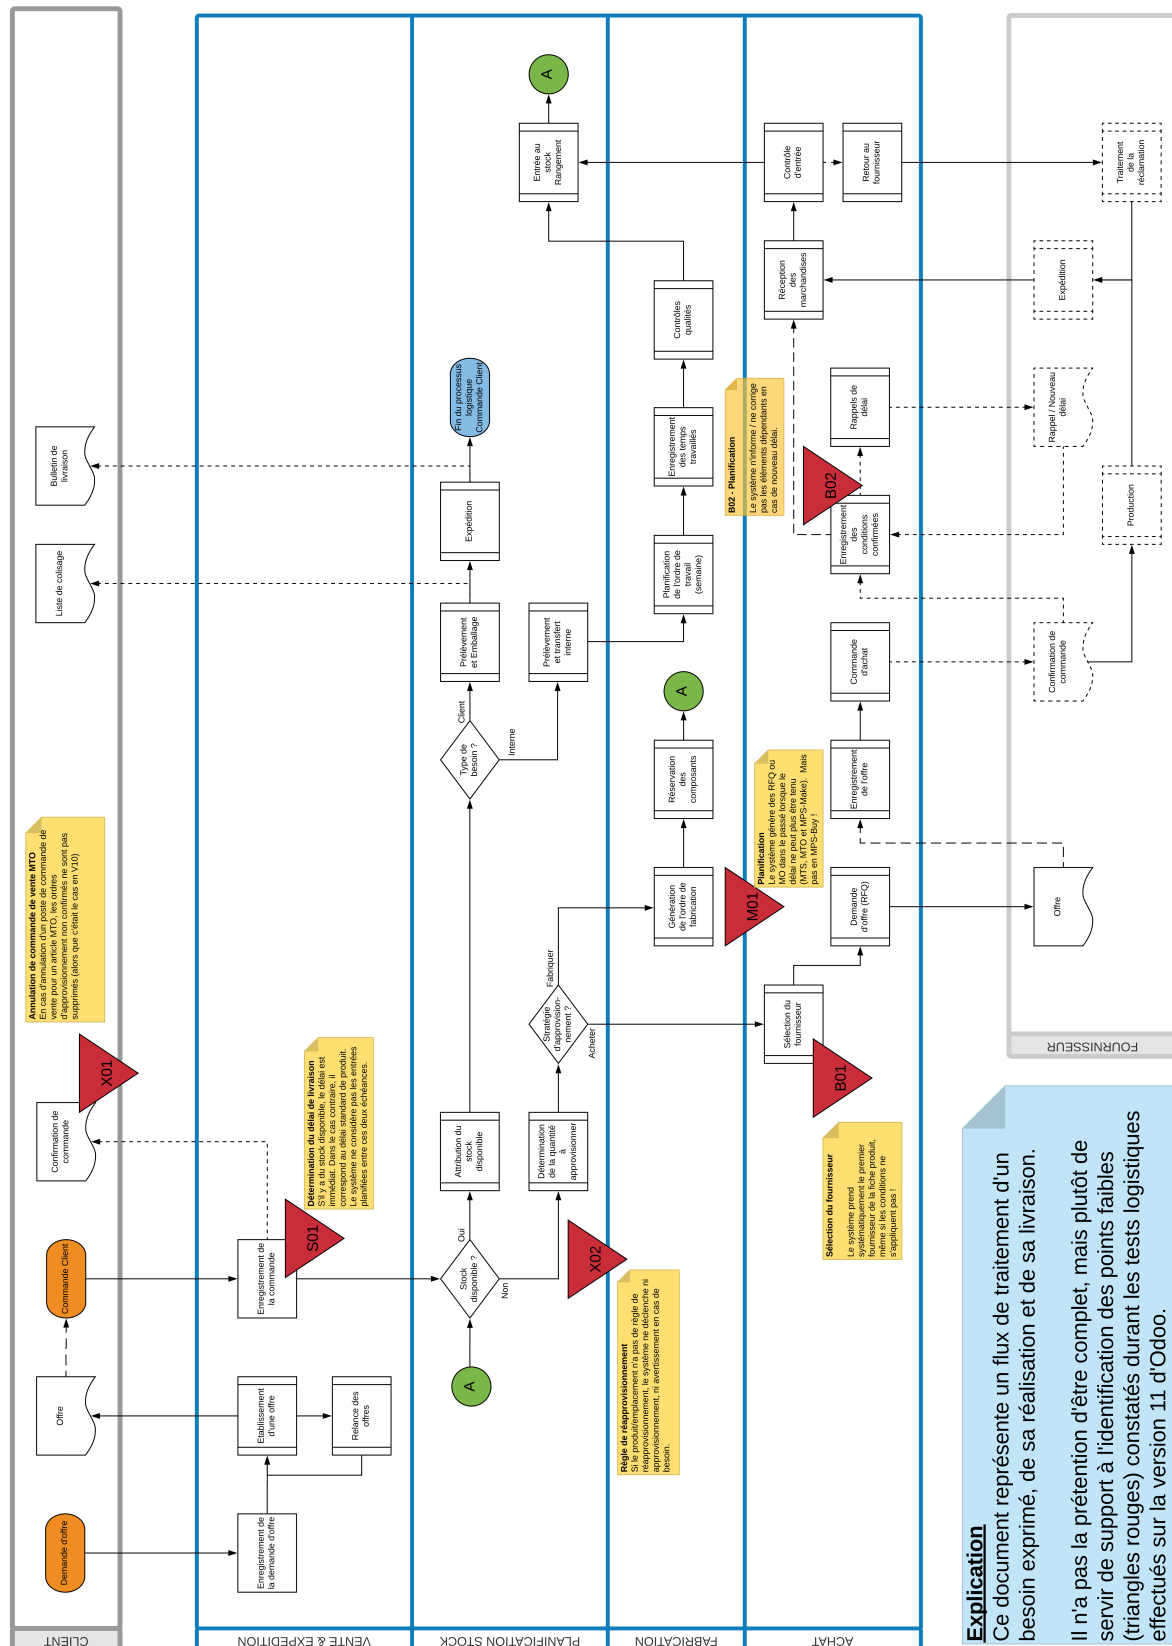 CLIENT
Demande d'offre
Offre
Commande Client
Confirmation de
commande
X01
Annulation de commande de vente MTO
En cas d'annulation d'un poste de commande de
vente pour un article MTO, les ordres
d'approvisionnement non confirmés ne sont pas
supprimés (alors que c'était le cas en V10)
Liste de colisage
Bulletin de
livraison
VENTE & EXPEDITION
Enregistrement de
la demande d'offre
Etablissement
d'une offre
Relance des
offres
Enregistrement de
la commande
S01
Détermination du délai de livraison
S'il y a du stock disponible, le délai est
immédiat. Dans le cas contraire, il
correspond au délai standard de produit.
Le système ne considère pas les entrées
planifiées entre ces deux échéances.
PLANIFICATION STOCK
A
Stock
disponible ?
Oui
Non
Attribution du
stock
disponible
Détermination
de la quantité
à
approvisionner
X02
Stratégie
d'approvision-
nement ?
Fabriquer
Acheter
Type de
besoin ?
Client
Interne
Prélèvement
et Emballage
Prélèvement
et transfert
interne
Expédition
Fin du processus
logistique
Commande Client
Entrée au
stock
Rangement
A
FABRICATION
Règle de réapprovisionnement
Si le produit/emplacement n'a pas de règle de
réapprovisionnement, le système ne déclenche ni
approvisionnement, ni avertissement en cas de
besoin.
Génération
de l'ordre de
fabrication
M01
Réservation
des
composants
A
Planification
de l'ordre de
travail
(semaine)
Enregistrement
des temps
travaillés
Contrôles
qualités
ACHAT
Sélection du
fournisseur
B01
Sélection du fournisseur
Le système prend
systématiquement le premier
fournisseur de la fiche produit,
même si les conditions ne
s'appliquent pas !
Demande
d'offre (RFQ)
Planification
Le système génère des RFQ ou
MO dans le passé lorsque le
délai ne peut plus être tenu
(MTS, MTO et MPS-Make). Mais
pas en MPS-Buy !
Enregistrement
de l'offre
Commande
d'achat
Enregistrement
des
conditions
confirmées
B02
B02 - Planification
Le système n'informe / ne corrige
pas les éléments dépendants en
cas de nouveau délai.
Rappels de
délai
Réception
des
marchandises
Contrôle
d'entrée
Retour au
fournisseur
FOURNISSEUR
Offre
Confirmation de
commande
Production
Rappel / Nouveau
délai
Expédition
Traitement
de la
réclamation
Explication
Ce document représente un flux de traitement d'un
besoin exprimé, de sa réalisation et de sa livraison.
Il n'a pas la prétention d'être complet, mais plutôt de
servir de support à l'identification des points faibles
(triangles rouges) constatés durant les tests logistiques
effectués sur la version 11 d'Odoo.